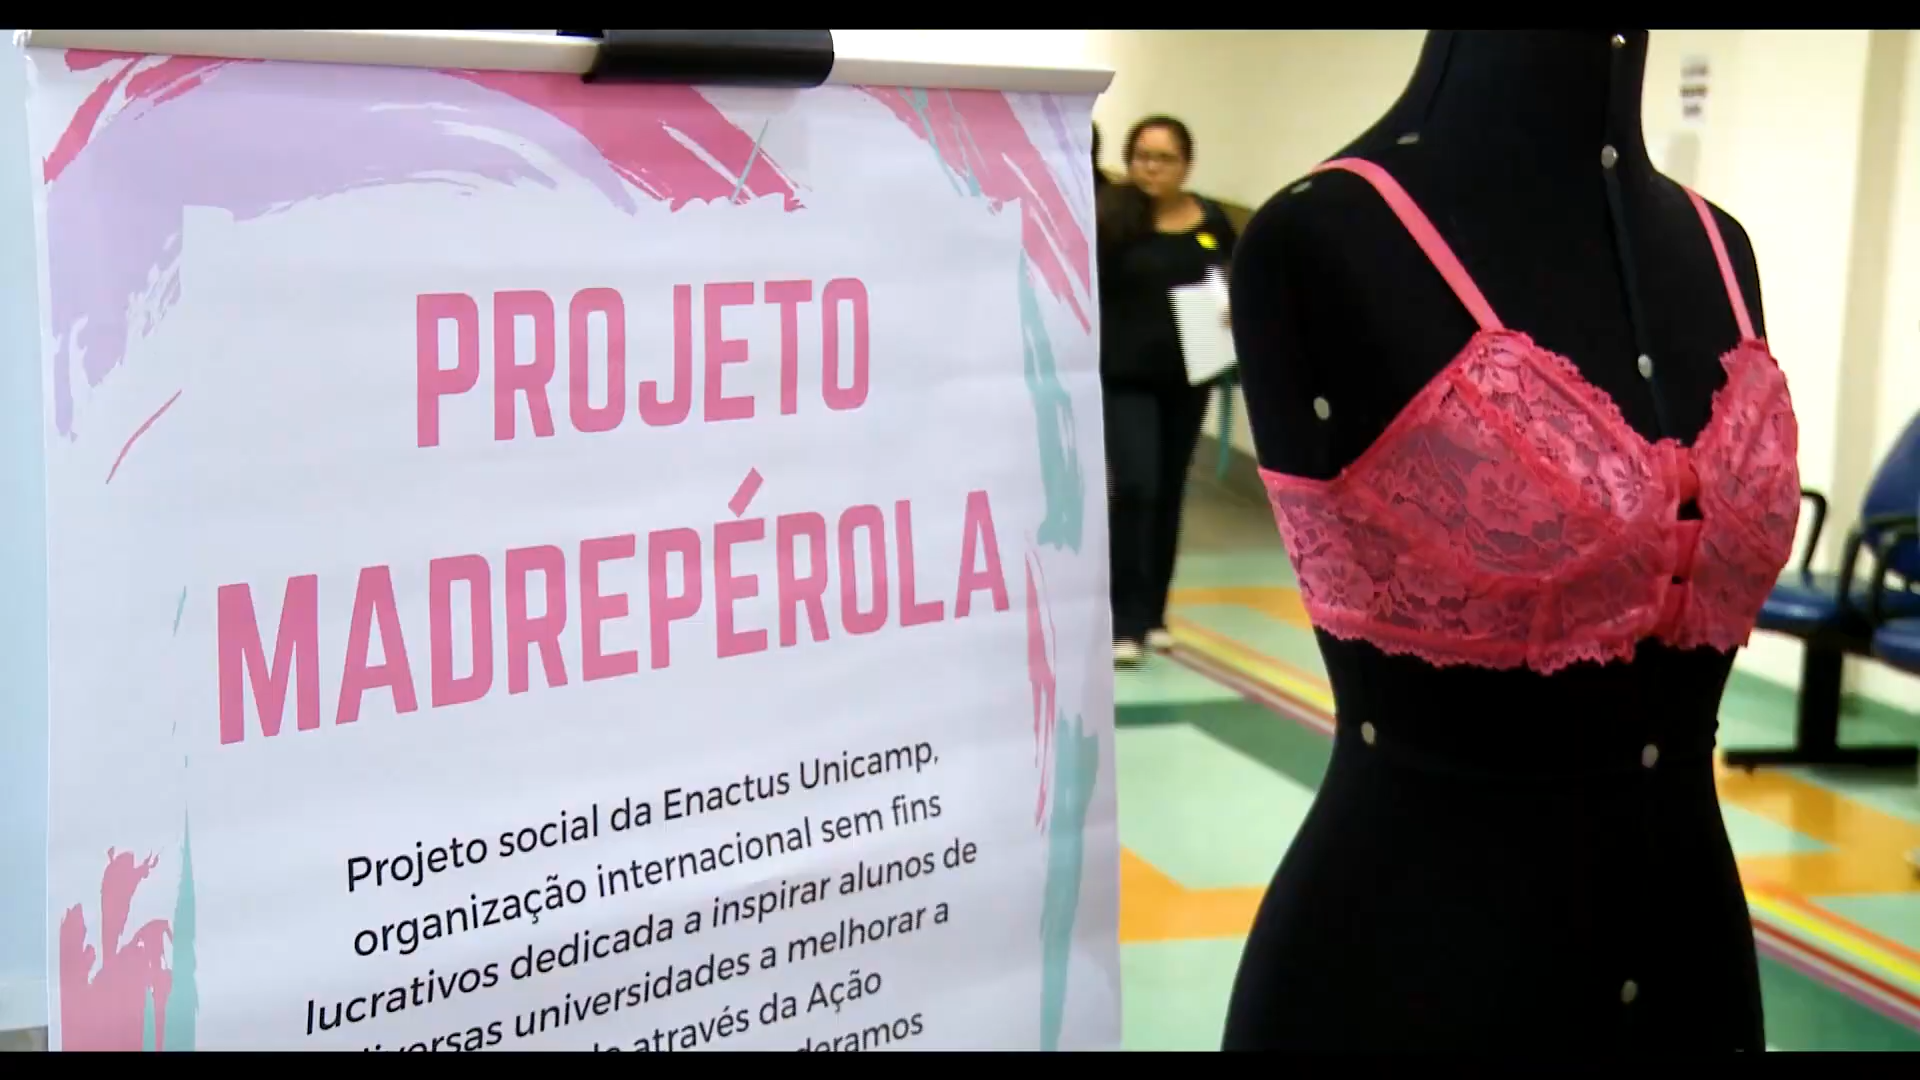 PROJETO
MADREPÉROLA
Projeto social da Enactus Unicamp,
organização internacional sem fins
lucrativos dedicada a inspirar alunos de
diversas universidades a melhorar a
através da Ação